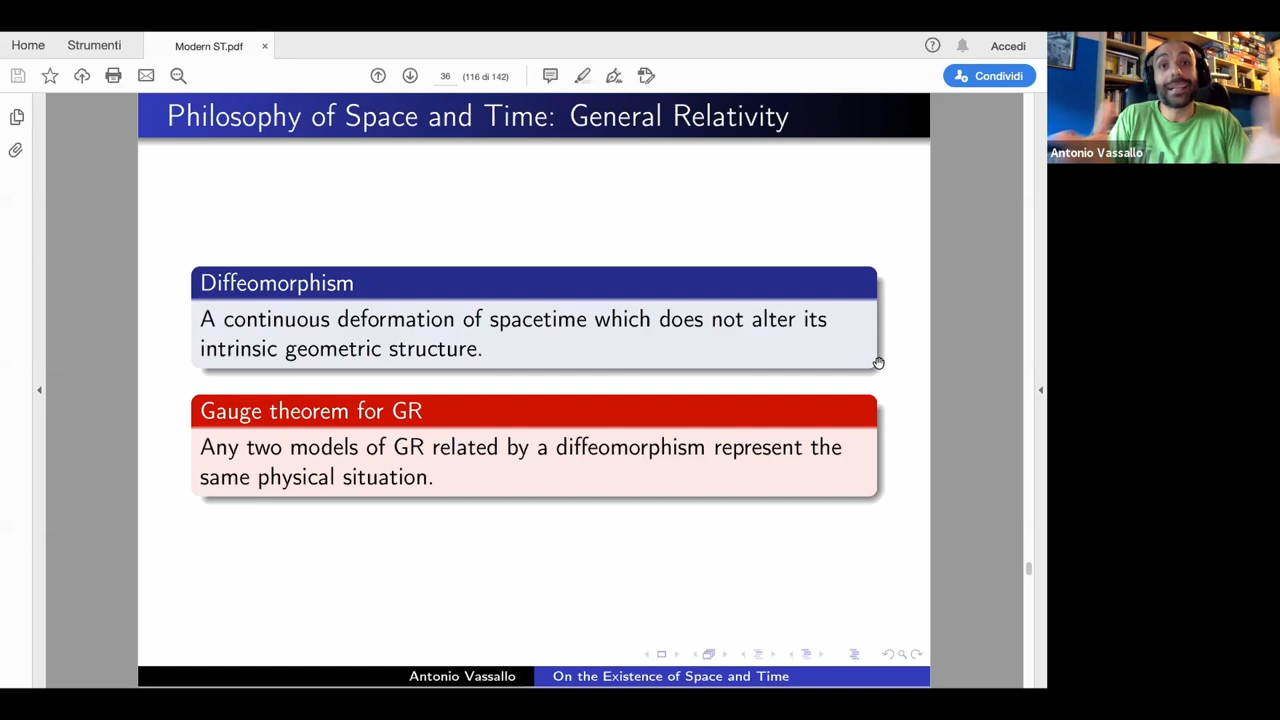 Home
Strumenti
Modern ST.pdf
×
Accedi
36
(116 di 142)
Condividi
Philosophy of Space and Time: General Relativity
Diffeomorphism
A continuous deformation of spacetime which does not alter its
intrinsic geometric structure.
Gauge theorem for GR
Any two models of GR related by a diffeomorphism represent the
same physical situation.
Antonio Vassallo
On the Existence of Space and Time
Antonio Vassallo